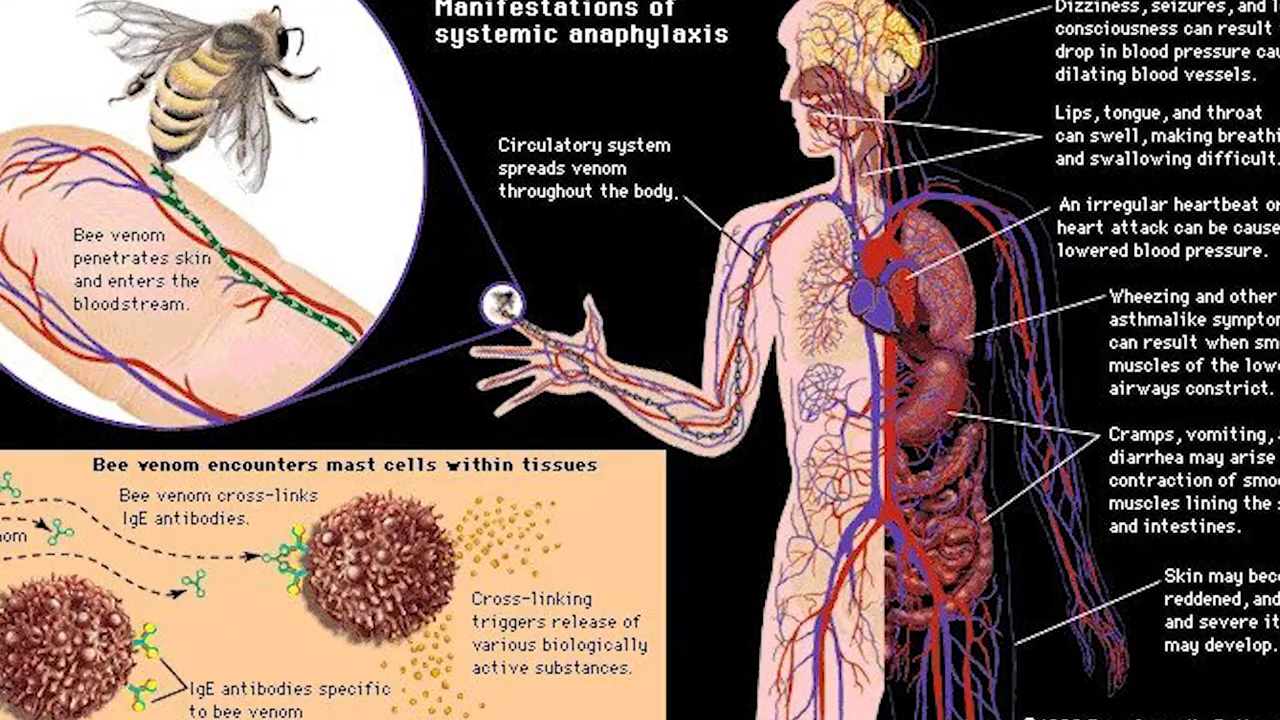 Manifestations of
systemic anaphylaxis
Dizziness, seizures, and
consciousness can result
drop in blood pressure
dilating blood vessels.
Lips, tongue, and throat
can swell, making
and swallowing difficult.
An irregular heartbeat
heart attack can be
lowered blood pressure.
Wheezing and other
asthmalike
can result when
muscles of the
airways constrict.
Cramps, vomiting,
diarrhea may arise
contraction of
muscles lining the
and intestines.
Skin may
reddened, and
and severe
may develop.
Circulatory system
spreads venom
throughout the body.
Bee venom
penetrates skin
and enters the
bloodstream.
Bee venom encounters mast cells within tissues
Bee venom cross-links
IgE antibodies.
Cross-linking
triggers release of
various biologically
active substances.
IgE antibodies specific
to bee venom